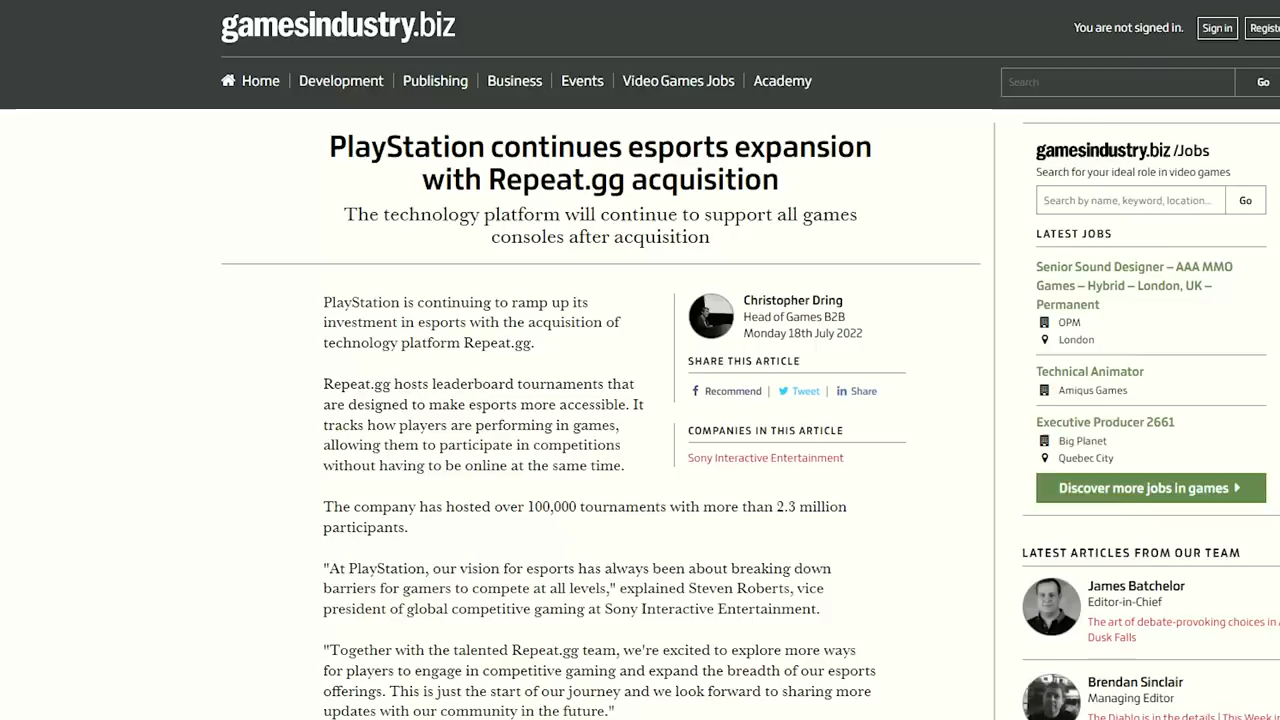 gamesindustry.biz
You are not signed in.
Sign in
Home
Development
Publishing
Business
Events
Video Games Jobs
Academy
Search
Go
PlayStation continues esports expansion
with Repeat.gg acquisition
The technology platform will continue to support all games
consoles after acquisition
PlayStation is continuing to ramp up its
investment in esports with the acquisition of
technology platform Repeat.gg.
Repeat.gg hosts leaderboard tournaments that
are designed to make esports more accessible. It
tracks how players are performing in games,
allowing them to participate in competitions
without having to be online at the same time.
The company has hosted over 100,000 tournaments with more than 2.3 million
participants.
"At PlayStation, our vision for esports has always been about breaking down
barriers for gamers to compete at all levels," explained Steven Roberts, vice
president of global competitive gaming at Sony Interactive Entertainment.
"Together with the talented Repeat.gg team, we're excited to explore more ways
for players to engage in competitive gaming and expand the breadth of our esports
offerings. This is just the start of our journey and we look forward to sharing more
updates with our community in the future."
Christopher Dring
Head of Games B2B
Monday 18th July 2022
SHARE THIS ARTICLE
Recommend
Tweet
Share
COMPANIES IN THIS ARTICLE
Sony Interactive Entertainment
gamesindustry.biz /Jobs
Search for your ideal role in video games
Search by name, keyword, location...
Go
LATEST JOBS
Senior Sound Designer – AAA MMO
Games – Hybrid – London, UK –
Permanent
OPM
London
Technical Animator
Amiqus Games
Executive Producer 2661
Big Planet
Quebec City
Discover more jobs in games
LATEST ARTICLES FROM OUR TEAM
James Batchelor
Editor-in-Chief
The art of debate-provoking choices in
Dusk Falls
Brendan Sinclair
Managing Editor
The Diablo is in the details | This Week in